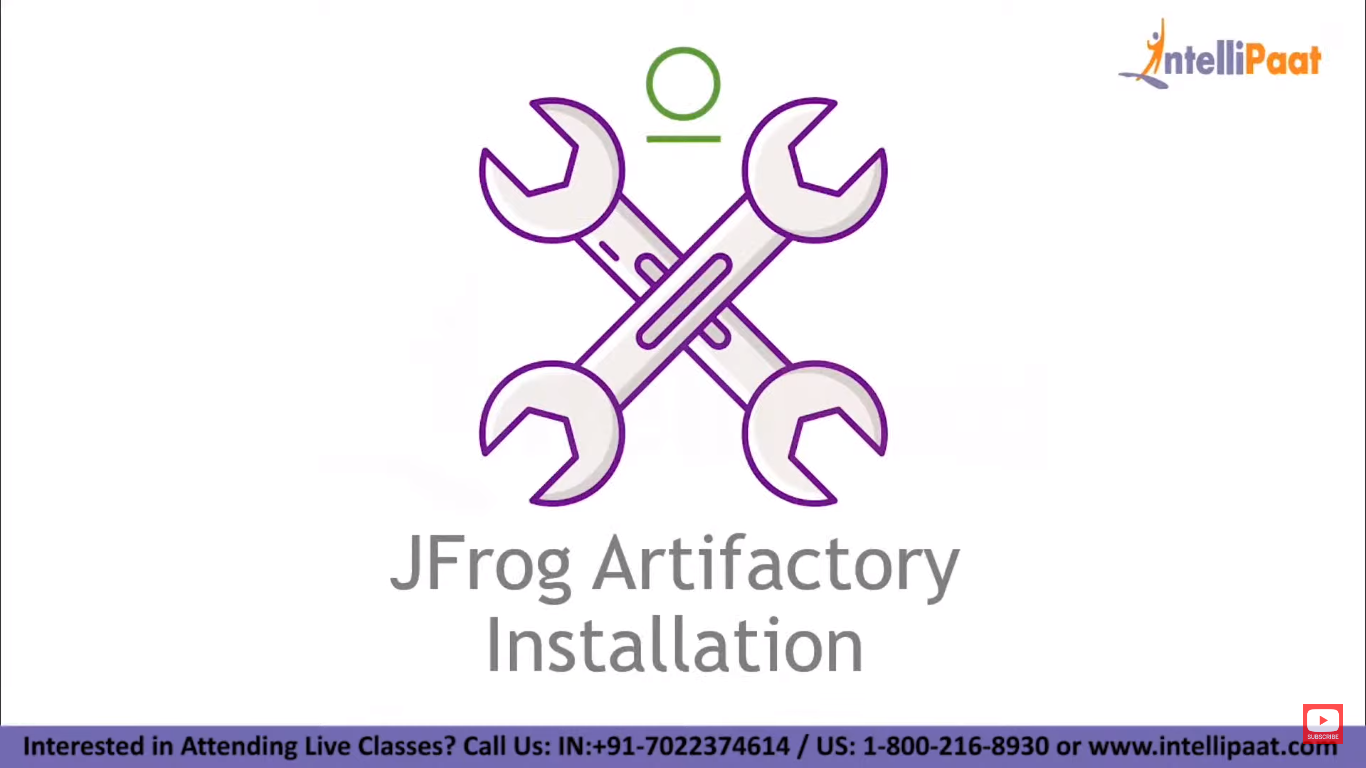 IntelliPaat
JFrog Artifactory
Installation
SUBSCRIBE
Interested in Attending Live Classes? Call Us: IN:+91-7022374614 / US: 1-800-216-8930 or www.intellipaat.com